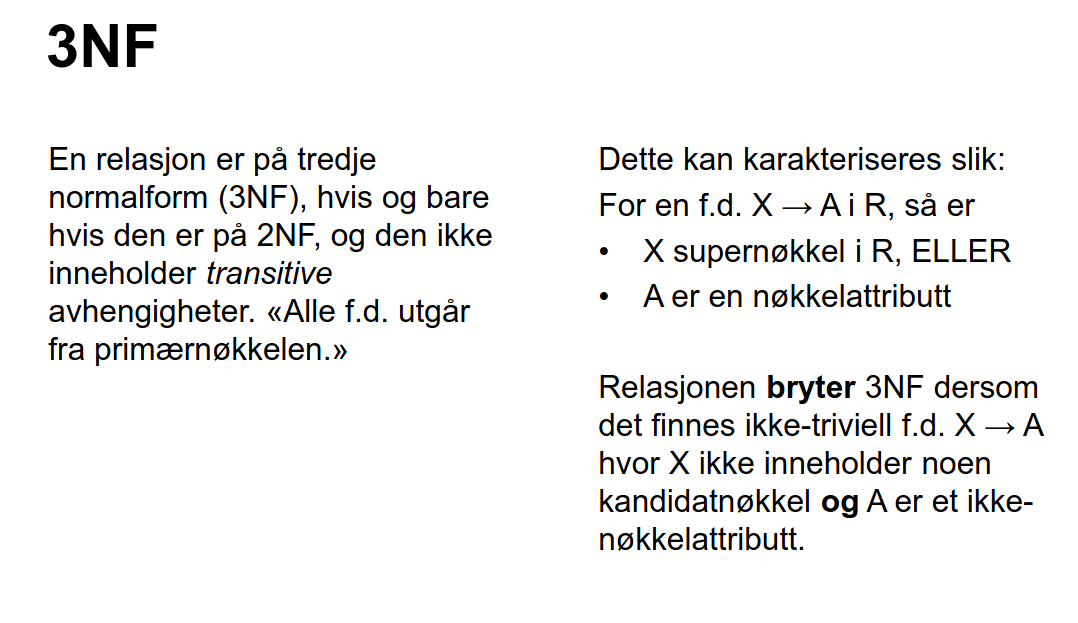 3NF
En relasjon er på tredje
normalform (3NF), hvis og bare
hvis den er på 2NF, og den ikke
inneholder transitive
avhengigheter. «Alle f.d. utgår
fra primærnøkkelen.»
Dette kan karakteriseres slik:
For en f.d. X → A i R, så er
• X supernøkkel i R, ELLER
• A er en nøkkelattributt
Relasjonen bryter 3NF dersom
det finnes ikke-triviell f.d. X → A
hvor X ikke inneholder noen
kandidatnøkkel og A er et ikke-
nøkkelattributt.